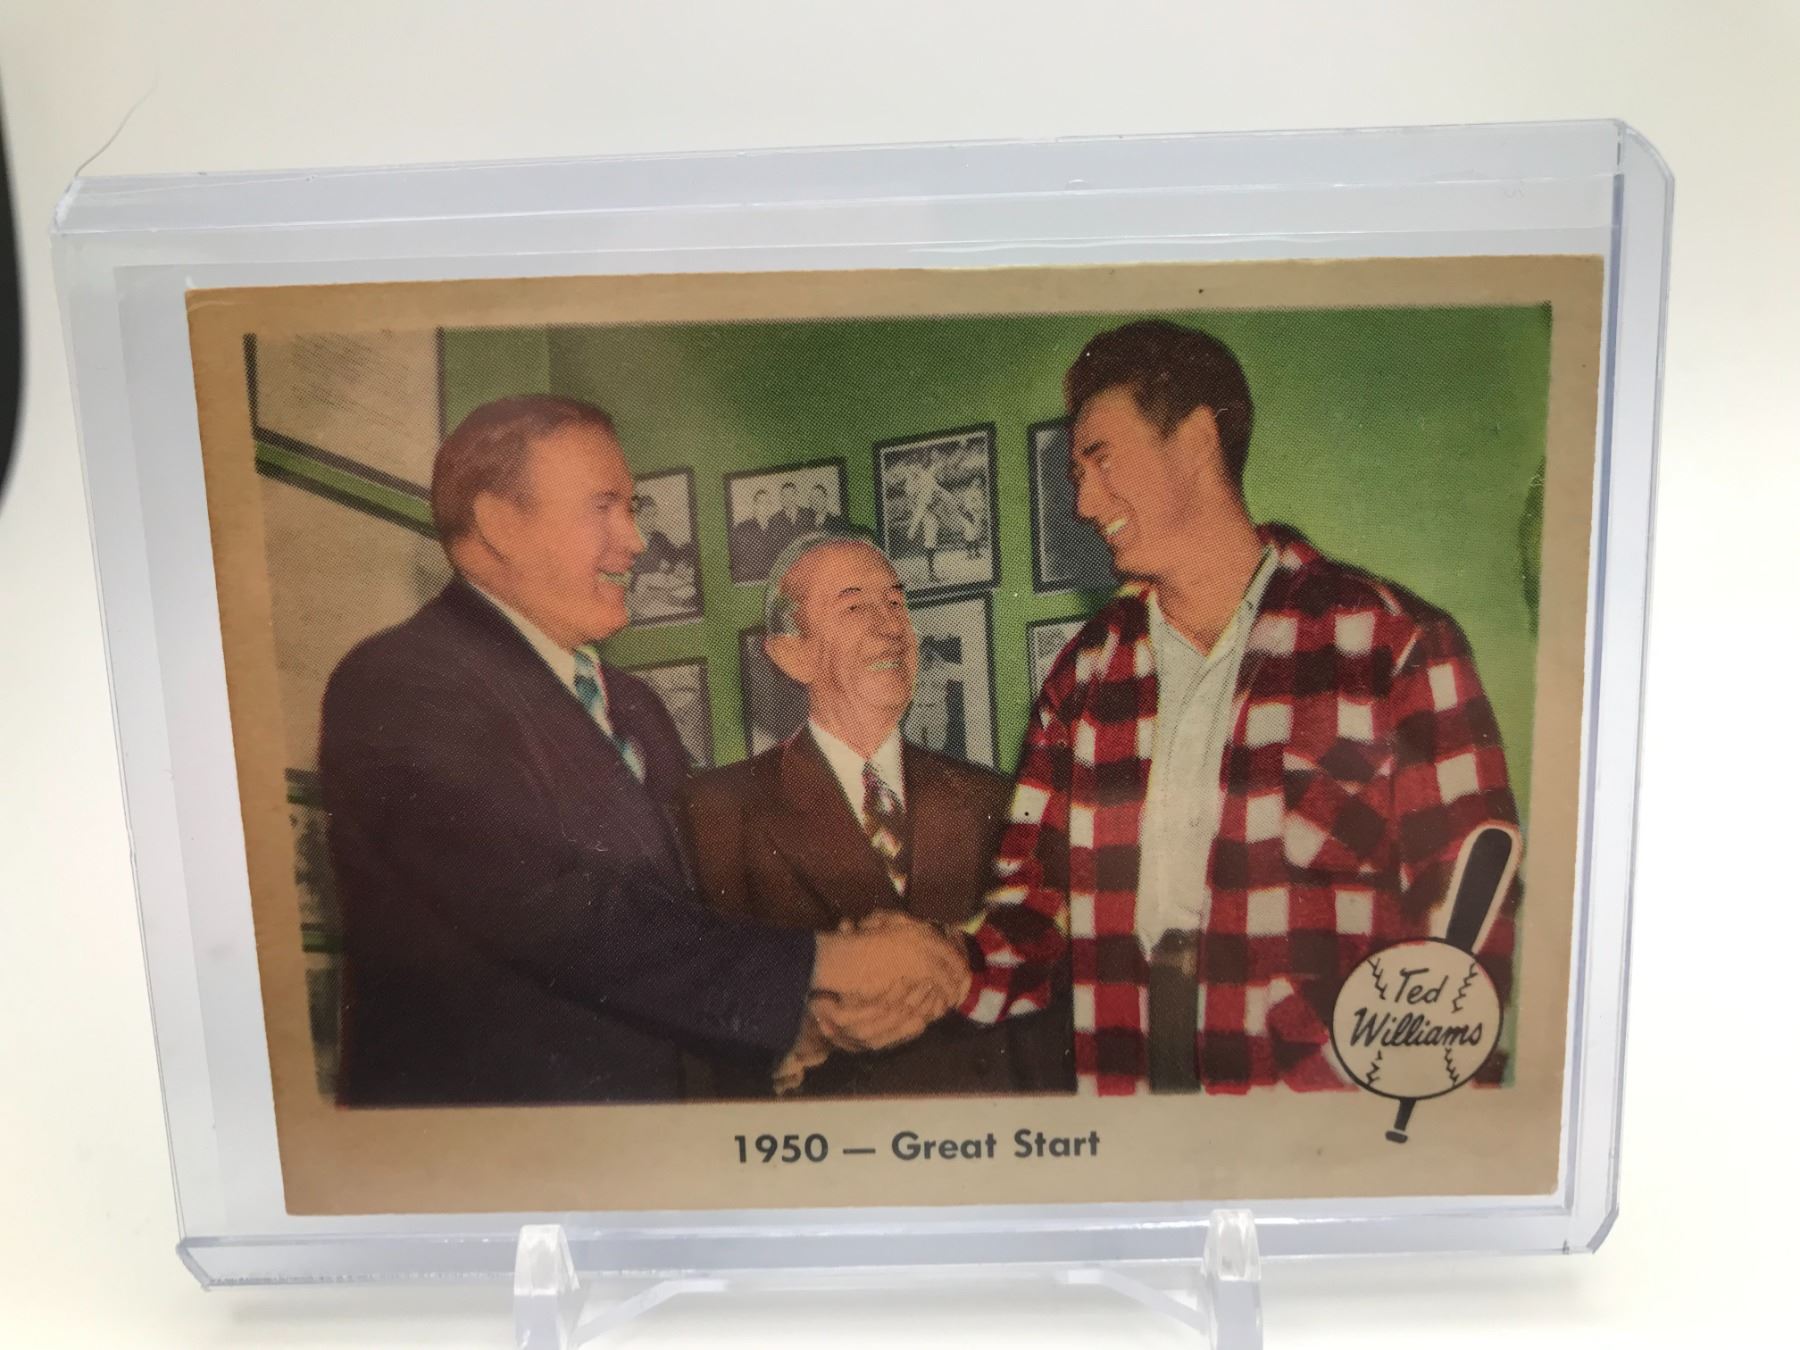 Ted
Williams
1950 — Great Start